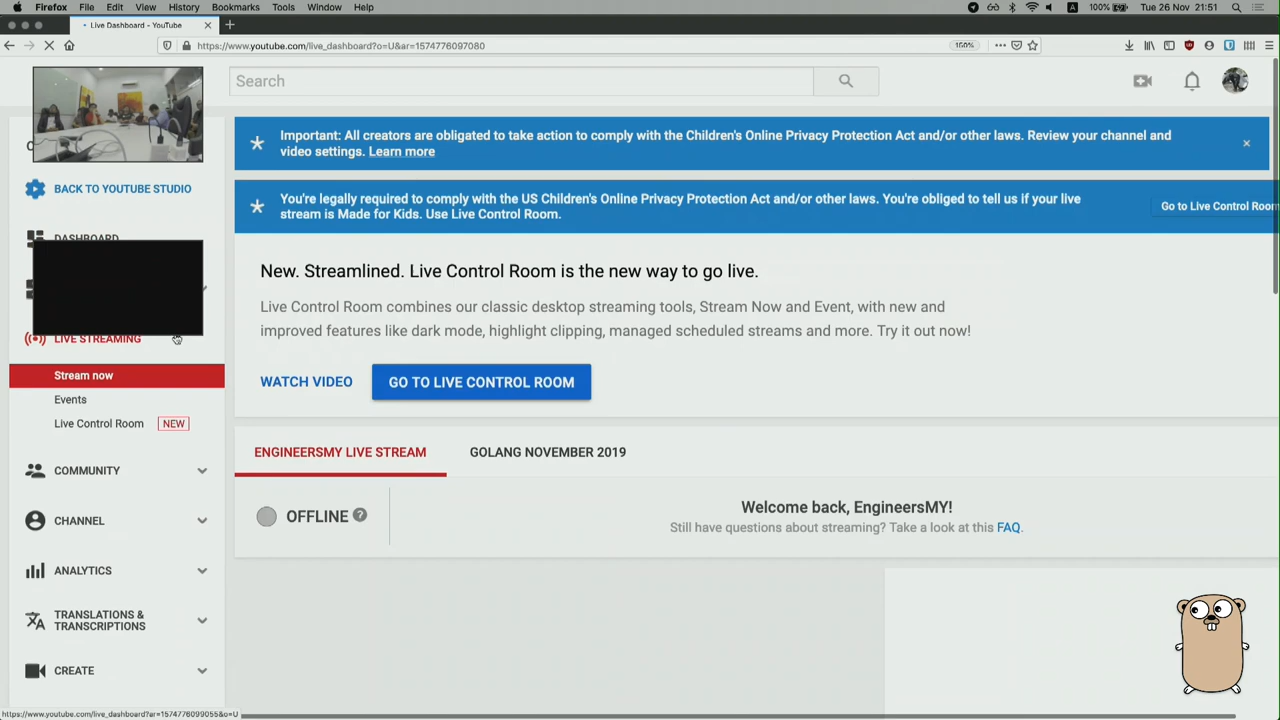 Firefox File Edit View History Bookmarks Tools Window Help
100% Tue 26 Nov 21:51
Live Dashboard - YouTube
https://www.youtube.com/live_dashboard?o=U&ar=1574776097080
150%
Search
Important: All creators are obligated to take action to comply with the Children's Online Privacy Protection Act and/or other laws. Review your channel and
video settings. Learn more
BACK TO YOUTUBE STUDIO
You're legally required to comply with the US Children's Online Privacy Protection Act and/or other laws. You're obliged to tell us if your live
stream is Made for Kids. Use Live Control Room.
Go to Live Control Room
DASHBOARD
New. Streamlined. Live Control Room is the new way to go live.
Live Control Room combines our classic desktop streaming tools, Stream Now and Event, with new and
improved features like dark mode, highlight clipping, managed scheduled streams and more. Try it out now!
WATCH VIDEO GO TO LIVE CONTROL ROOM
LIVE STREAMING
Stream now
Events
Live Control Room NEW
COMMUNITY
CHANNEL
ANALYTICS
TRANSLATIONS &
TRANSCRIPTIONS
CREATE
ENGINEERSMY LIVE STREAM GOLANG NOVEMBER 2019
OFFLINE ?
Welcome back, EngineersMY!
Still have questions about streaming? Take a look at this FAQ.
https://www.youtube.com/live_dashboard?ar=1574776099055&o=U